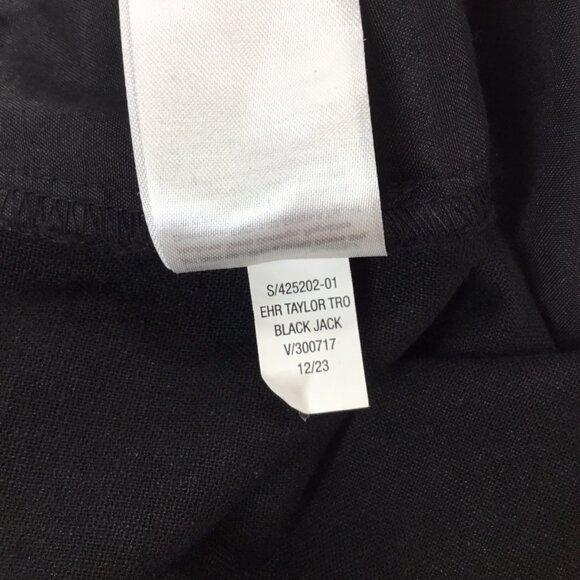 S/425202-01
EHR TAYLOR TRO
BLACK JACK
V/300717
12/23